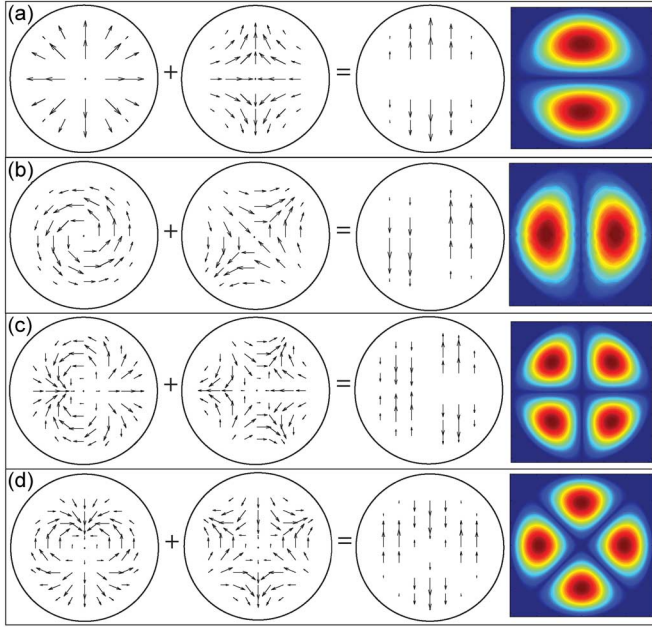 (a)
+ =
(b)
+ =
(c)
+ =
(d)
+ =